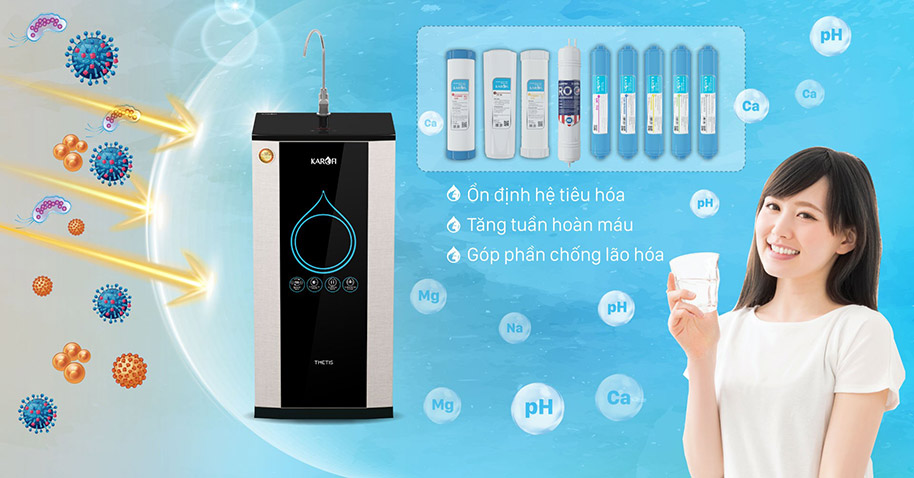 KAROFI
THETIS
Ổn định hệ tiêu hóa
Tăng tuần hoàn máu
Góp phần chống lão hóa
pH
Ca
Ca
Ca
pH
Mg
pH
Na
Mg
pH
Ca